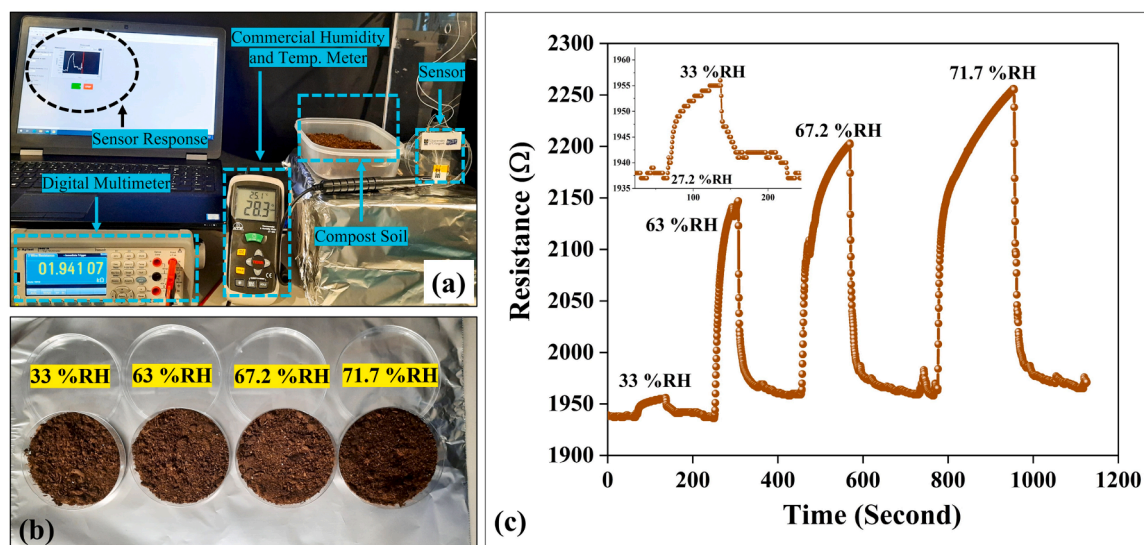 Commercial Humidity
and Temp. Meter
Sensor
Sensor Response
Digital Multimeter
Compost Soil
01.941 07
kΩ
25.1
28.3
(a)
33 %RH
63 %RH
67.2 %RH
71.7 %RH
(b)
(c)
Resistance (Ω)
2300
2250
2200
2150
2100
2050
2000
1950
1900
0
200
400
600
800
1000
1200
Time (Second)
33 %RH
63 %RH
67.2 %RH
71.7 %RH
1960
1955
1950
1945
1940
1935
100
200
33 %RH
27.2 %RH